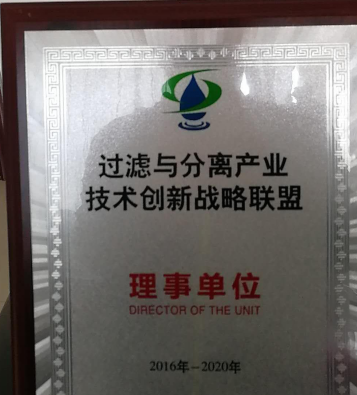 过滤与分离产业
技术创新战略联盟
理事单位
DIRECTOR OF THE UNIT
2016年－2020年